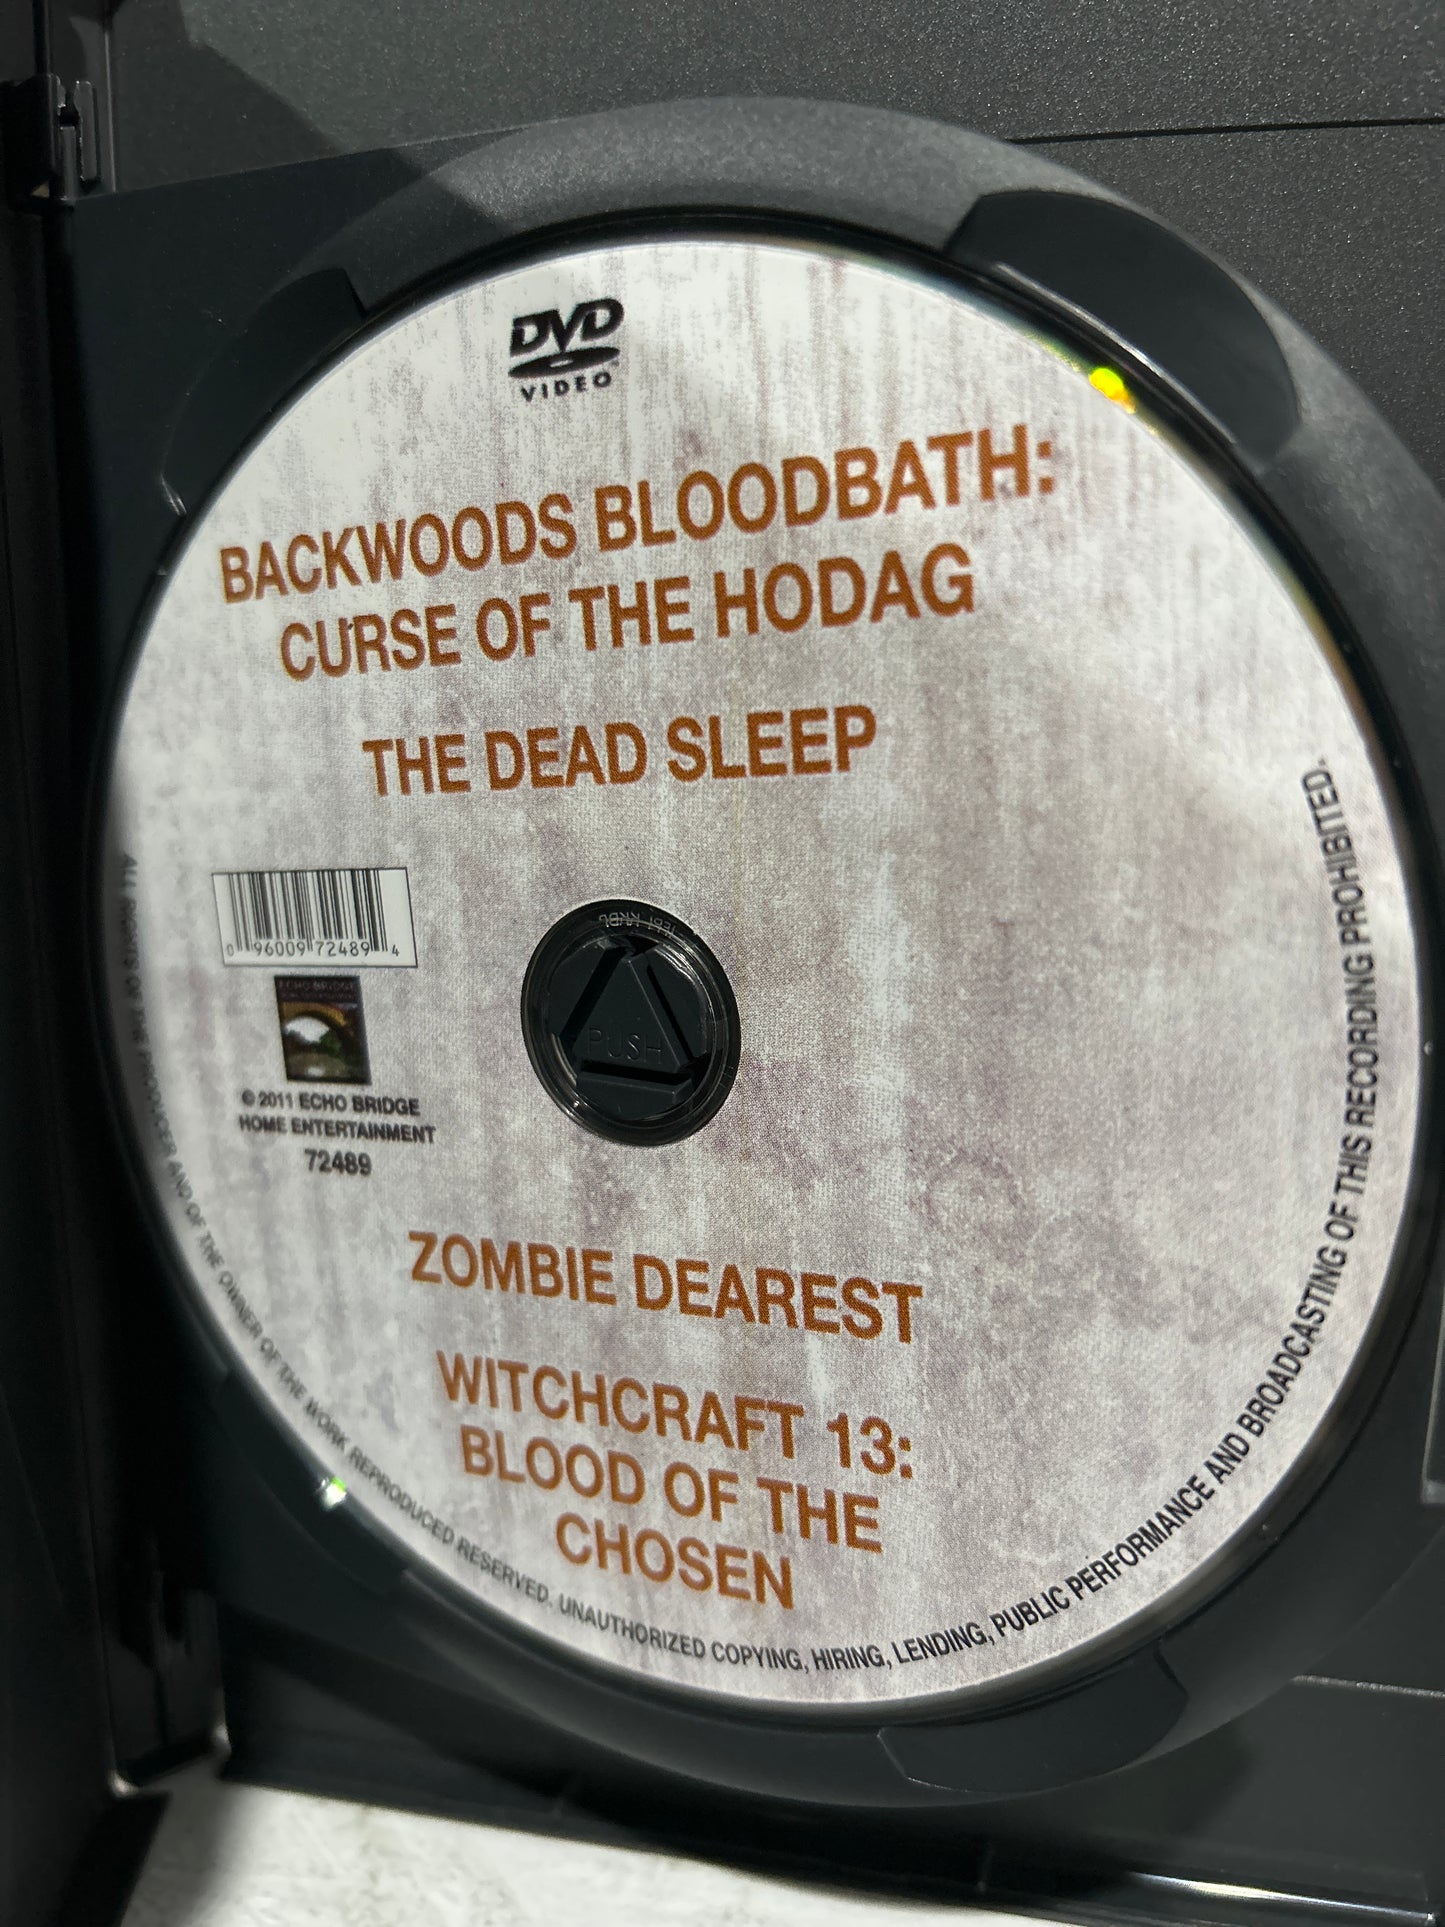 DVD
VIDEO
BACKWOODS BLOODBATH:
CURSE OF THE HODAG
THE DEAD SLEEP
0 96009 72489 4
ECHO BRIDGE
© 2011 ECHO BRIDGE
HOME ENTERTAINMENT
72489
PUSH
ZOMBIE DEAREST
WITCHCRAFT 13:
BLOOD OF THE
CHOSEN
ALL RIGHTS OF THE PRODUCER AND OF THE OWNER OF THE WORK REPRODUCED RESERVED. UNAUTHORIZED COPYING, HIRING, LENDING, PUBLIC PERFORMANCE AND BROADCASTING OF THIS RECORDING PROHIBITED.